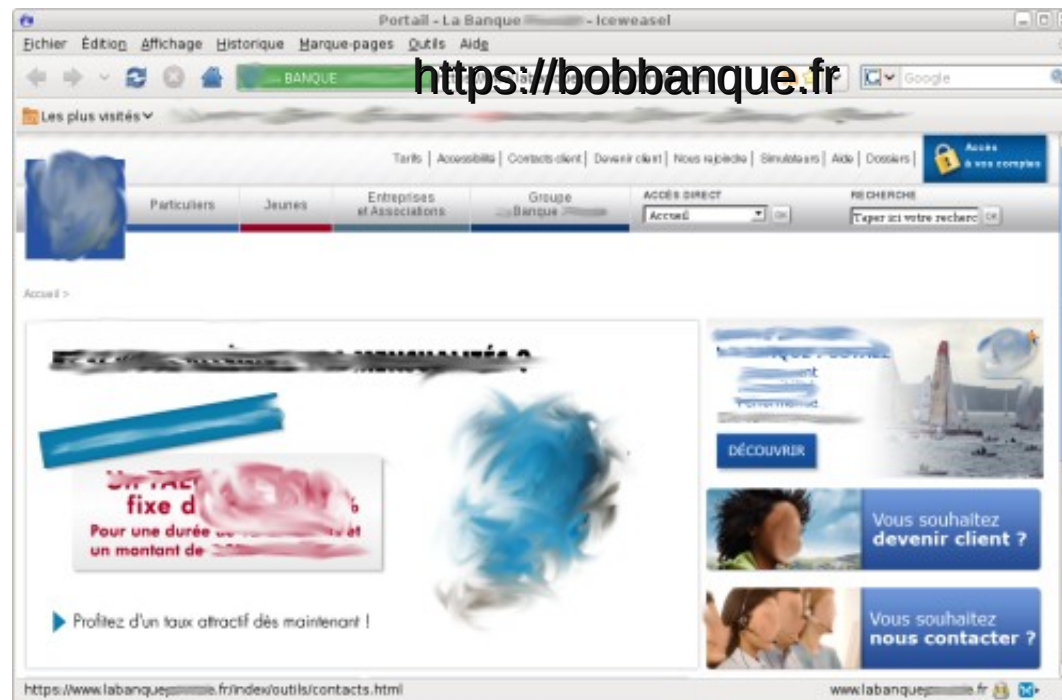 Portail - La Banque - Iceweasel
Fichier Édition Affichage Historique Marque-pages Outils Aide
BANQUE
https://bobbanque.fr
Google
Les plus visités
Tarifs | Accessibilité | Contacts client | Devenir client | Nous rejoindre | Simulateurs | Aide | Dossiers |
Accès
à vos comptes
Particuliers
Jeunes
Entreprises
et Associations
Groupe
Banque
ACCÈS DIRECT
Accueil
OK
RECHERCHE
Taper ici votre recherc
OK
Accueil >
MENSUALITÉS ?
fixe d %
Pour une durée et
un montant de
Profitez d'un taux attractif dès maintenant !
DÉCOUVRIR
Vous souhaitez
devenir client ?
Vous souhaitez
nous contacter ?
https://www.labanque .fr/index/outils/contacts.html
www.labanque .fr